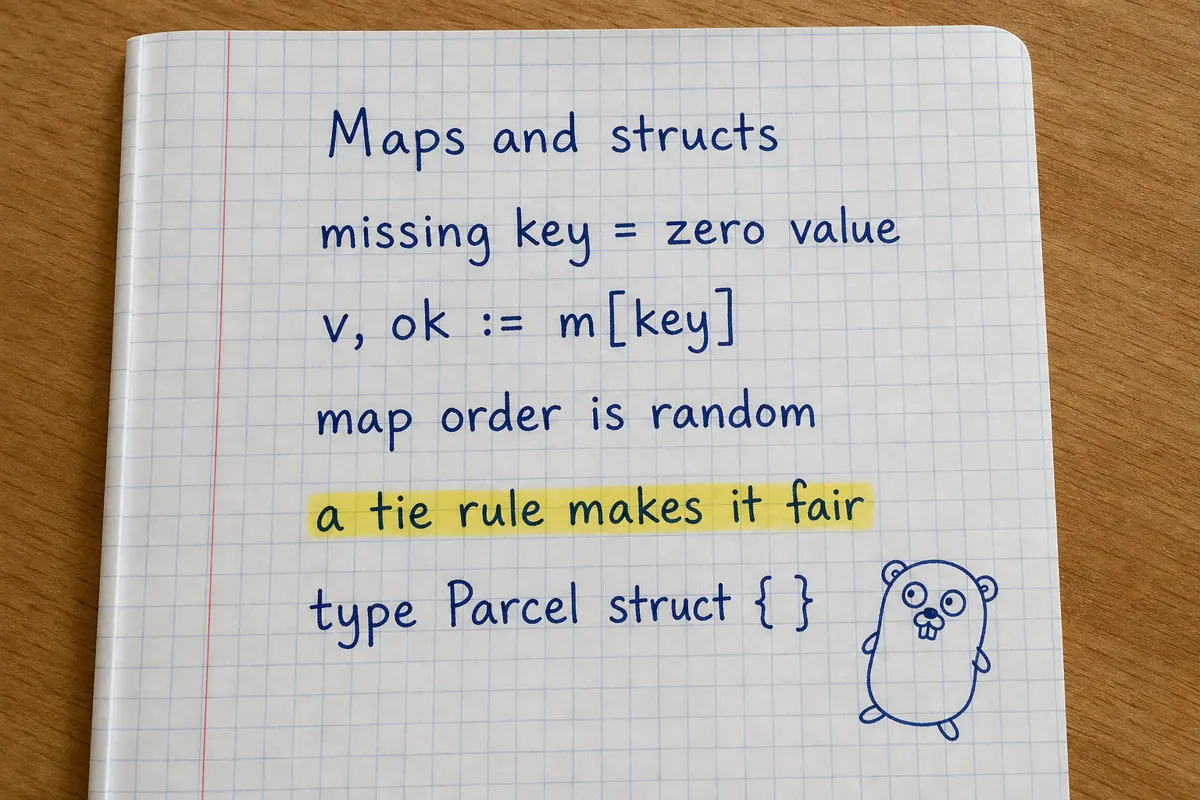 Maps and structs
missing key = zero value
v, ok := m[key]
map order is random
a tie rule makes it fair
type Parcel struct { }